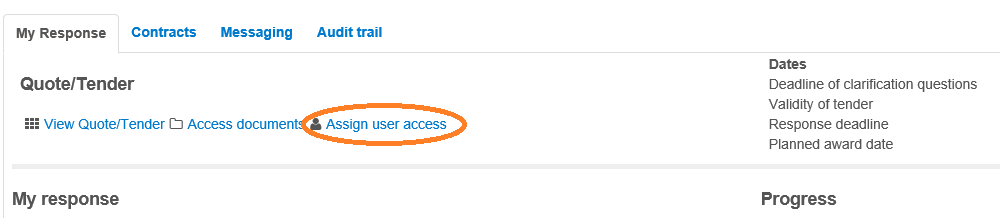 My Response Contracts Messaging Audit trail
Quote/Tender
View Quote/Tender Access documents Assign user access
Dates
Deadline of clarification questions
Validity of tender
Response deadline
Planned award date
My response
Progress